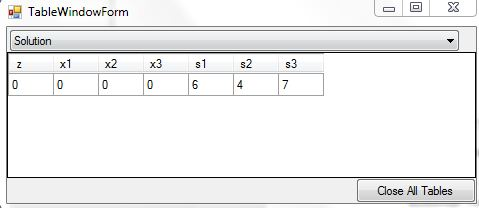 TableWindowForm
Solution
z x1 x2 x3 s1 s2 s3
0 0 0 0 6 4 7
Close All Tables